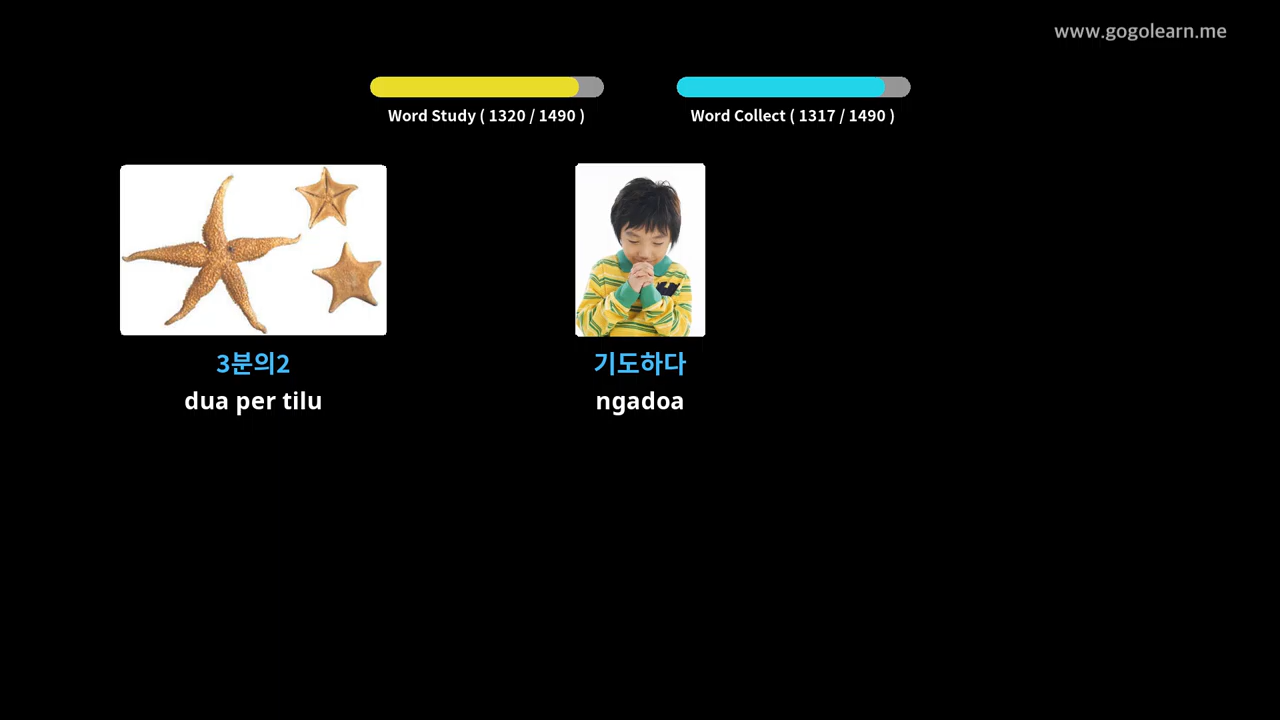 www.gogolearn.me
Word Study ( 1320 / 1490 )
Word Collect ( 1317 / 1490 )
3분의2
dua per tilu
기도하다
ngadoa